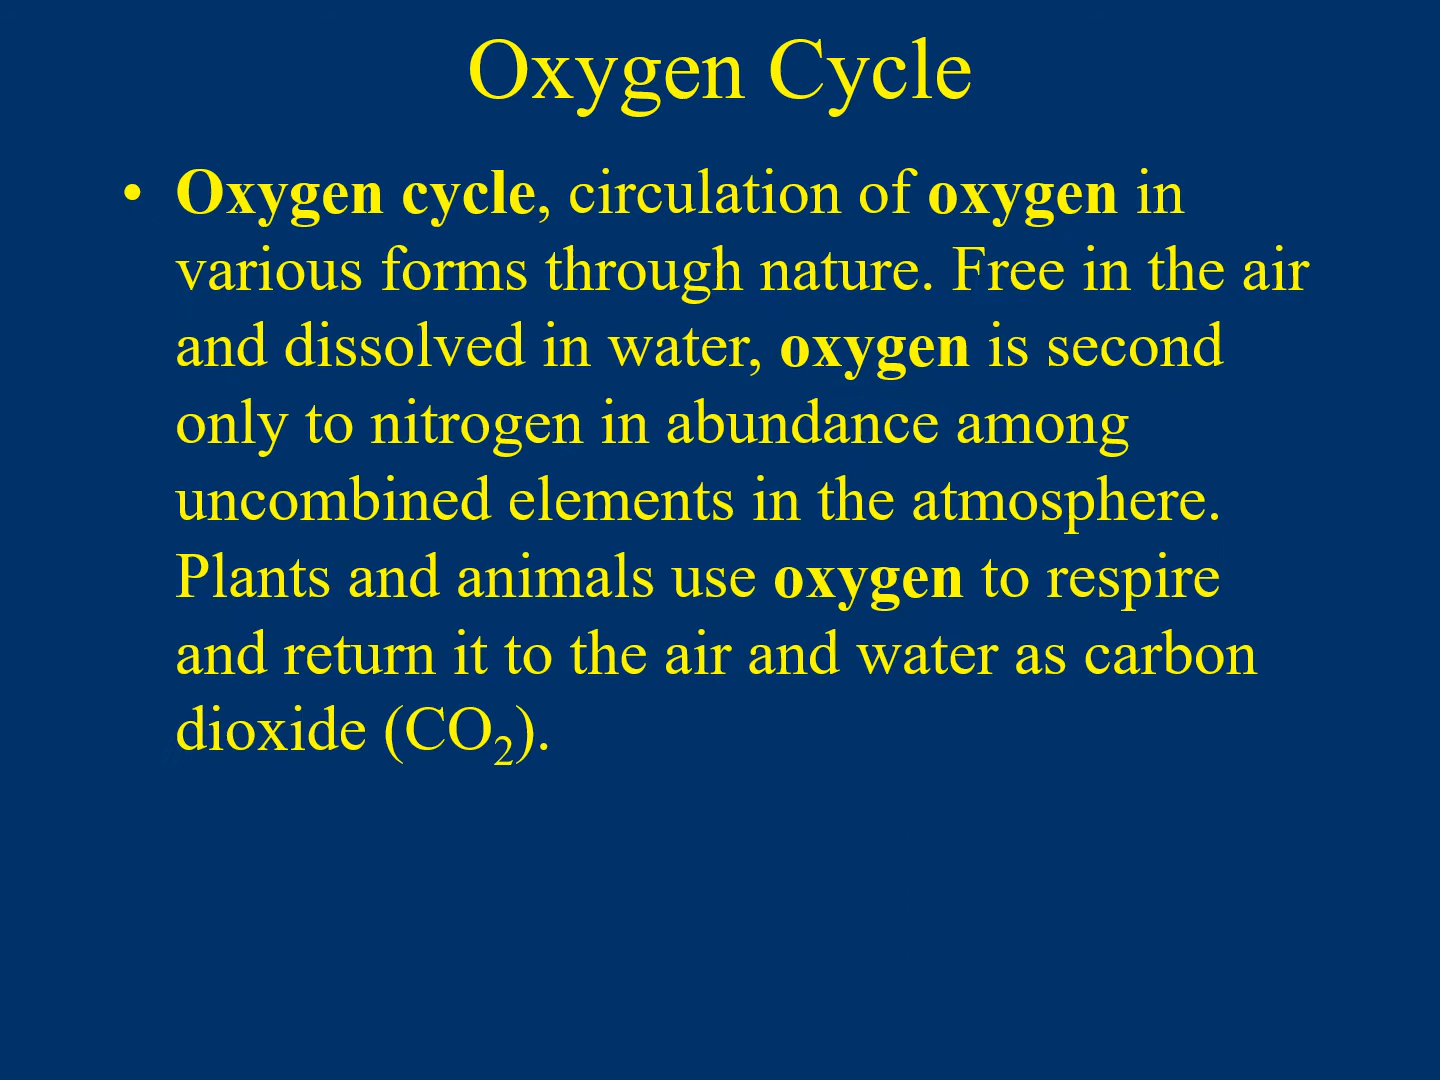 Oxygen Cycle
• Oxygen cycle, circulation of oxygen in
various forms through nature. Free in the air
and dissolved in water, oxygen is second
only to nitrogen in abundance among
uncombined elements in the atmosphere.
Plants and animals use oxygen to respire
and return it to the air and water as carbon
dioxide (CO₂).